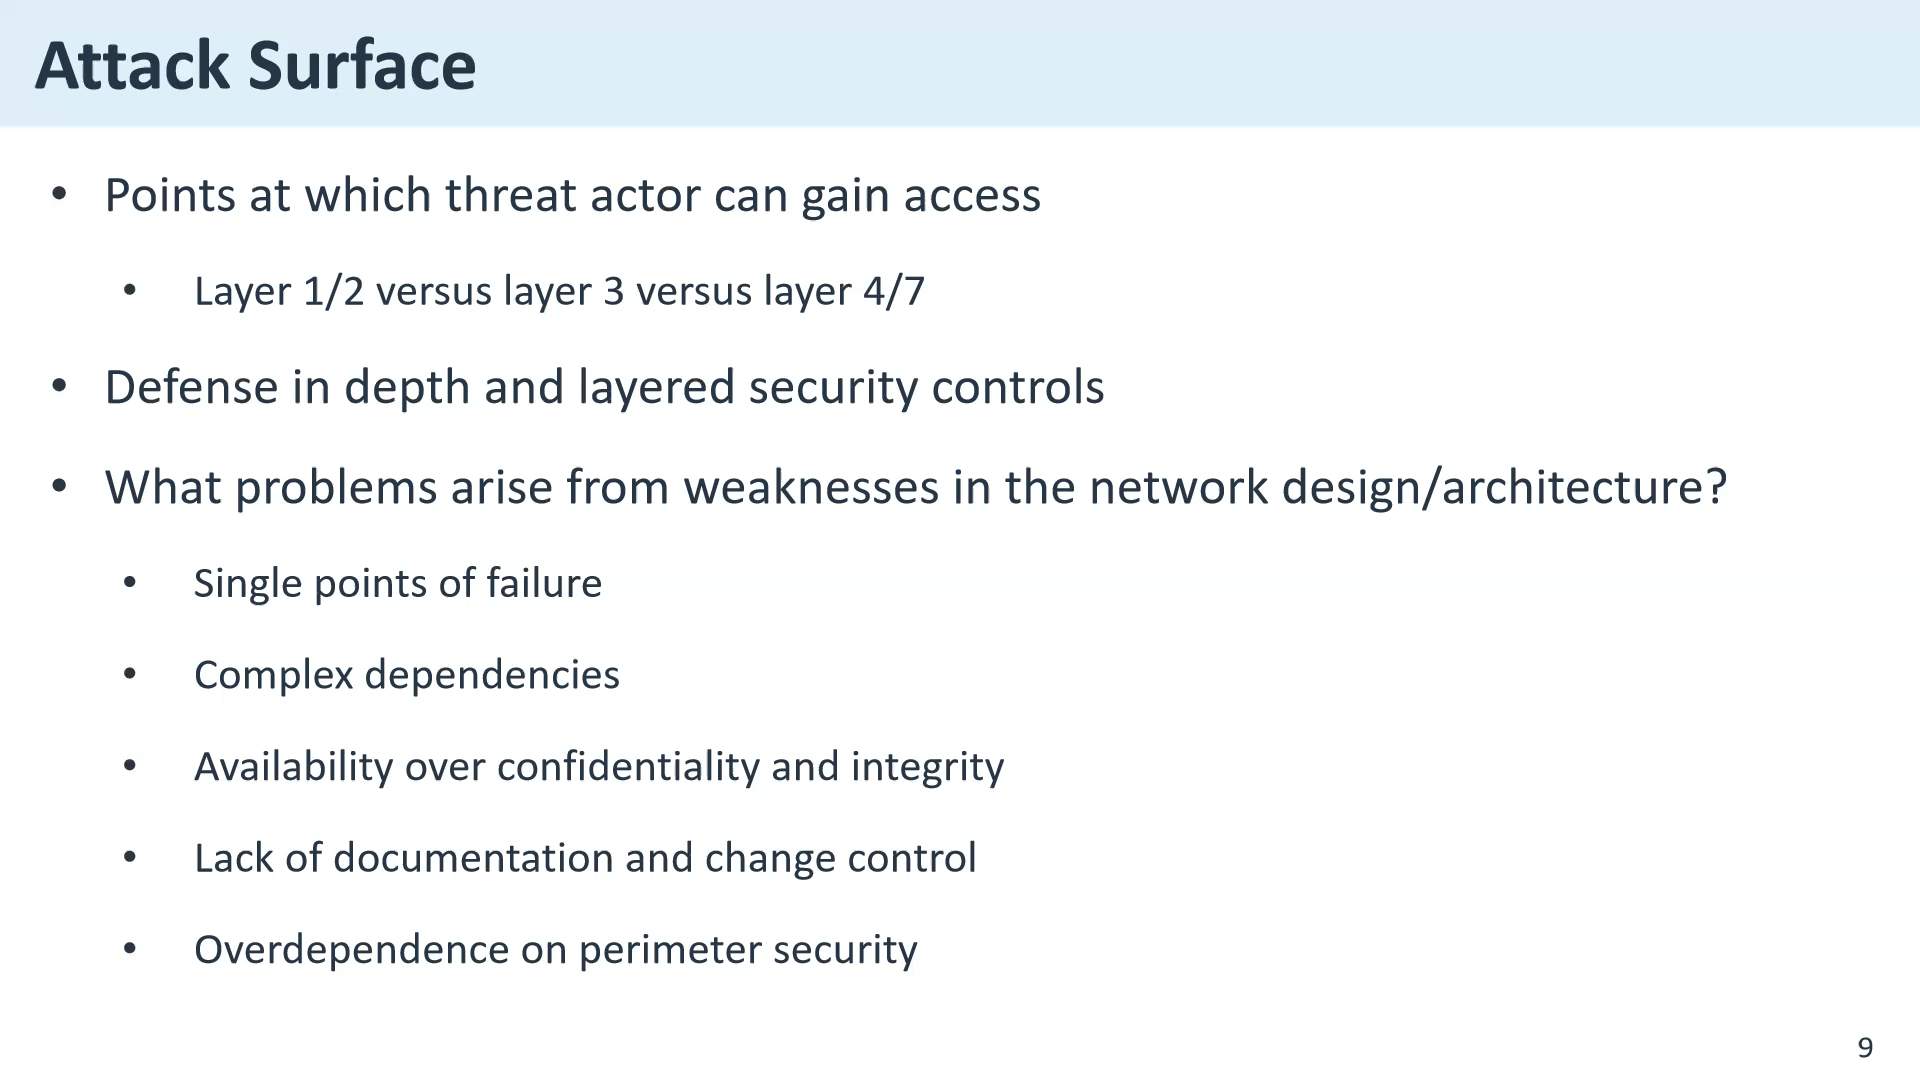 Attack Surface
• Points at which threat actor can gain access
• Layer 1/2 versus layer 3 versus layer 4/7
• Defense in depth and layered security controls
• What problems arise from weaknesses in the network design/architecture?
• Single points of failure
• Complex dependencies
• Availability over confidentiality and integrity
• Lack of documentation and change control
• Overdependence on perimeter security
9